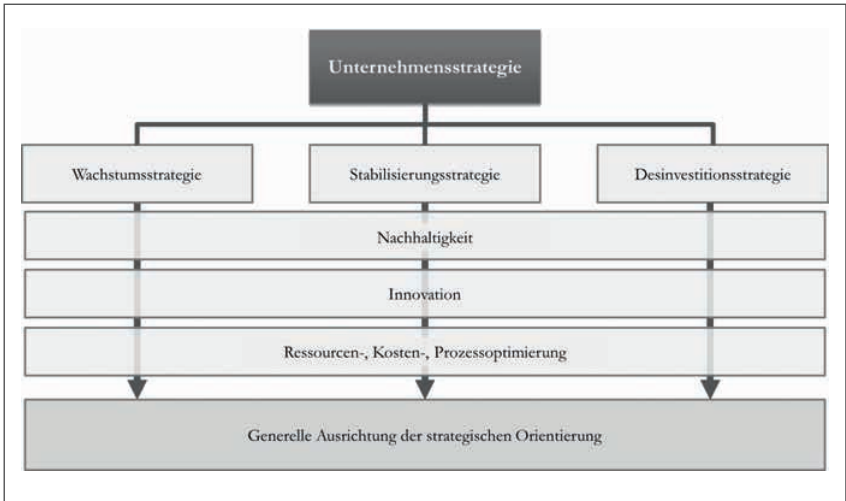 Unternehmensstrategie
Wachstumsstrategie
Stabilisierungsstrategie
Desinvestitionsstrategie
Nachhaltigkeit
Innovation
Ressourcen-, Kosten-, Prozessoptimierung
Generelle Ausrichtung der strategischen Orientierung